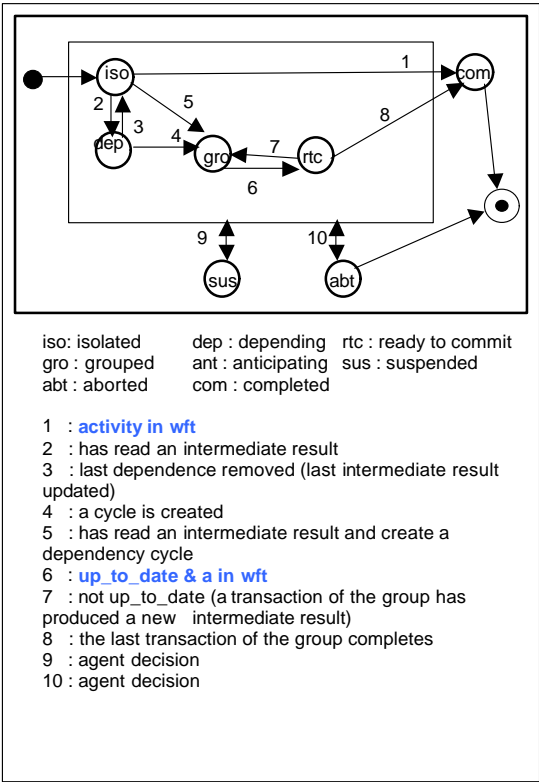 iso
1
com
2
3
5
dep
4
gro
7
rtc
8
6
9
10
sus
abt
iso: isolated dep : depending rtc : ready to commit
gro : grouped ant : anticipating sus : suspended
abt : aborted com : completed
1 : activity in wft
2 : has read an intermediate result
3 : last dependence removed (last intermediate result
updated)
4 : a cycle is created
5 : has read an intermediate result and create a
dependency cycle
6 : up_to_date & a in wft
7 : not up_to_date (a transaction of the group has
produced a new intermediate result)
8 : the last transaction of the group completes
9 : agent decision
10 : agent decision